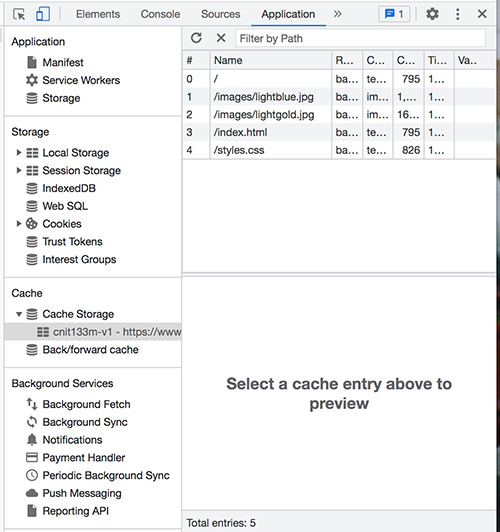 Elements Console Sources Application » 1
Application
Manifest
Service Workers
Storage
Storage
Local Storage
Session Storage
IndexedDB
Web SQL
Cookies
Trust Tokens
Interest Groups
Cache
Cache Storage
cnit133m-v1 - https://www
Back/forward cache
Background Services
Background Fetch
Background Sync
Notifications
Payment Handler
Periodic Background Sync
Push Messaging
Reporting API
Filter by Path
# Name R... C... C... Ti... Va..
0 / ba... te... 795 1...
1 /images/lightblue.jpg ba... im... 1,... 1...
2 /images/lightgold.jpg ba... im... 16... 1...
3 /index.html ba... te... 795 1...
4 /styles.css ba... te... 826 1...
Select a cache entry above to
preview
Total entries: 5